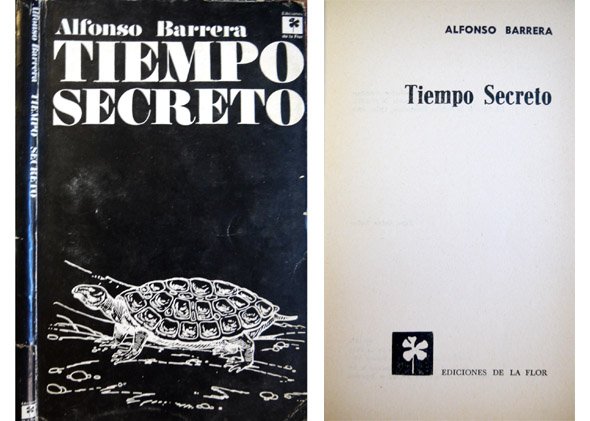 Alfonso Barrera TIEMPO SECRETO
Ediciones
de la Flor
Alfonso Barrera
TIEMPO
SECRETO
ALFONSO BARRERA
Tiempo Secreto
EDICIONES DE LA FLOR